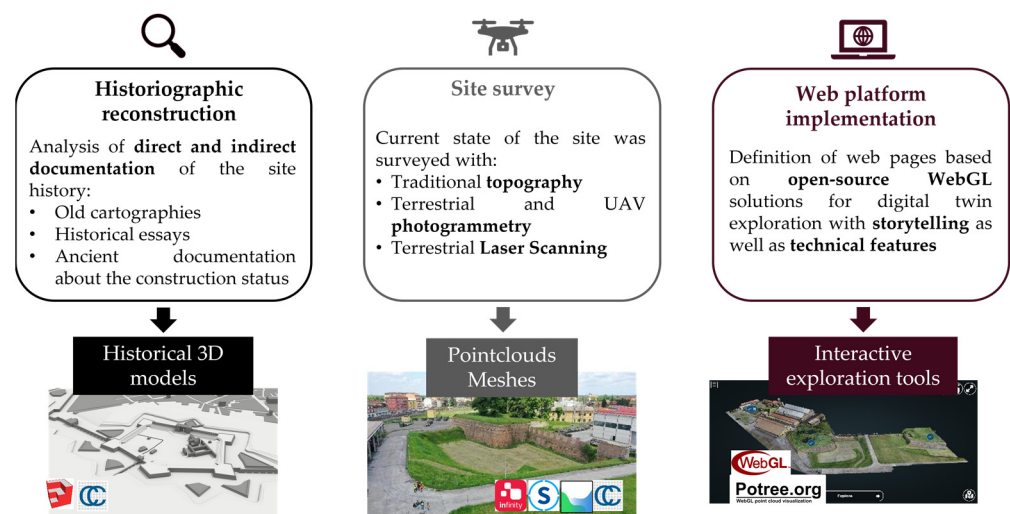 Historiographic
reconstruction
Analysis of direct and indirect
documentation of the site
history:
• Old cartographies
• Historical essays
• Ancient documentation
about the construction status
Historical 3D
models
CC
Site survey
Current state of the site was
surveyed with:
• Traditional topography
• Terrestrial and UAV
photogrammetry
• Terrestrial Laser Scanning
Pointclouds
Meshes
infinity
S
CC
Web platform
implementation
Definition of web pages based
on open-source WebGL
solutions for digital twin
exploration with storytelling as
well as technical features
Interactive
exploration tools
WebGL
Potree.org
WebGL point cloud visualization
Explore